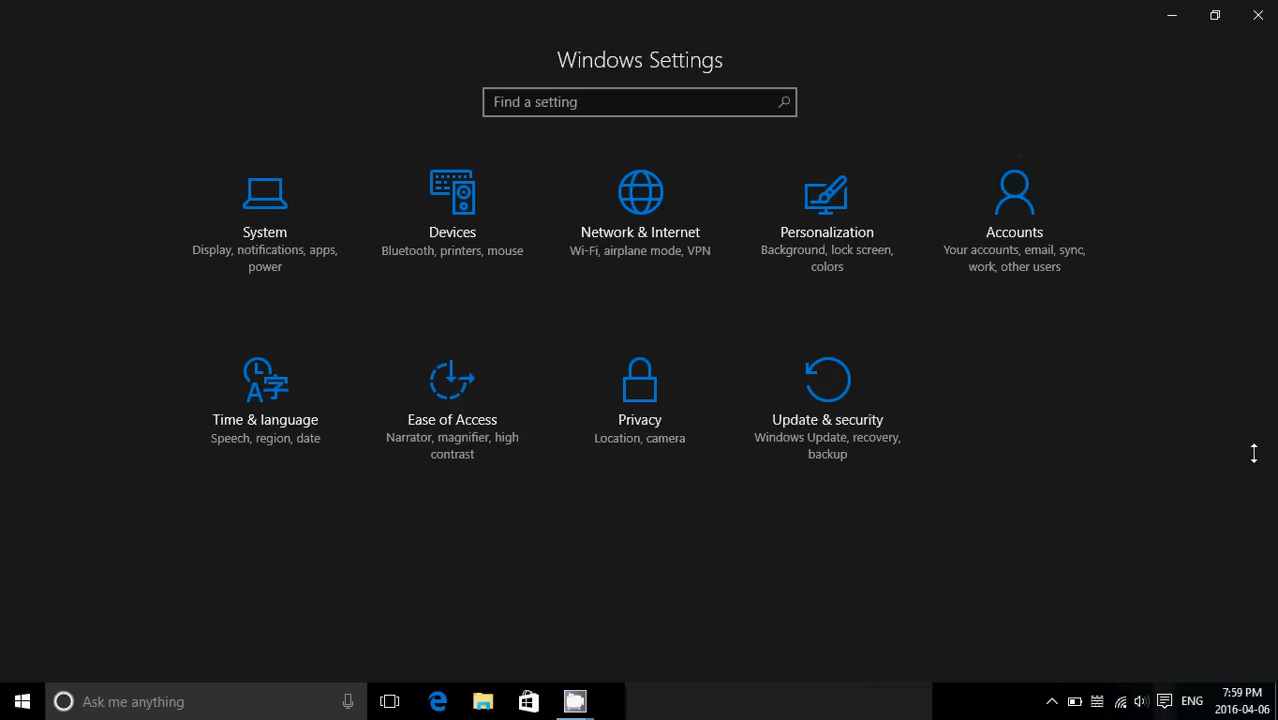 Windows Settings
Find a setting
System
Display, notifications, apps,
power
Devices
Bluetooth, printers, mouse
Network & Internet
Wi-Fi, airplane mode, VPN
Personalization
Background, lock screen,
colors
Accounts
Your accounts, email, sync,
work, other users
A字
Time & language
Speech, region, date
Ease of Access
Narrator, magnifier, high
contrast
Privacy
Location, camera
Update & security
Windows Update, recovery,
backup
Ask me anything
ENG
7:59 PM
2016-04-06